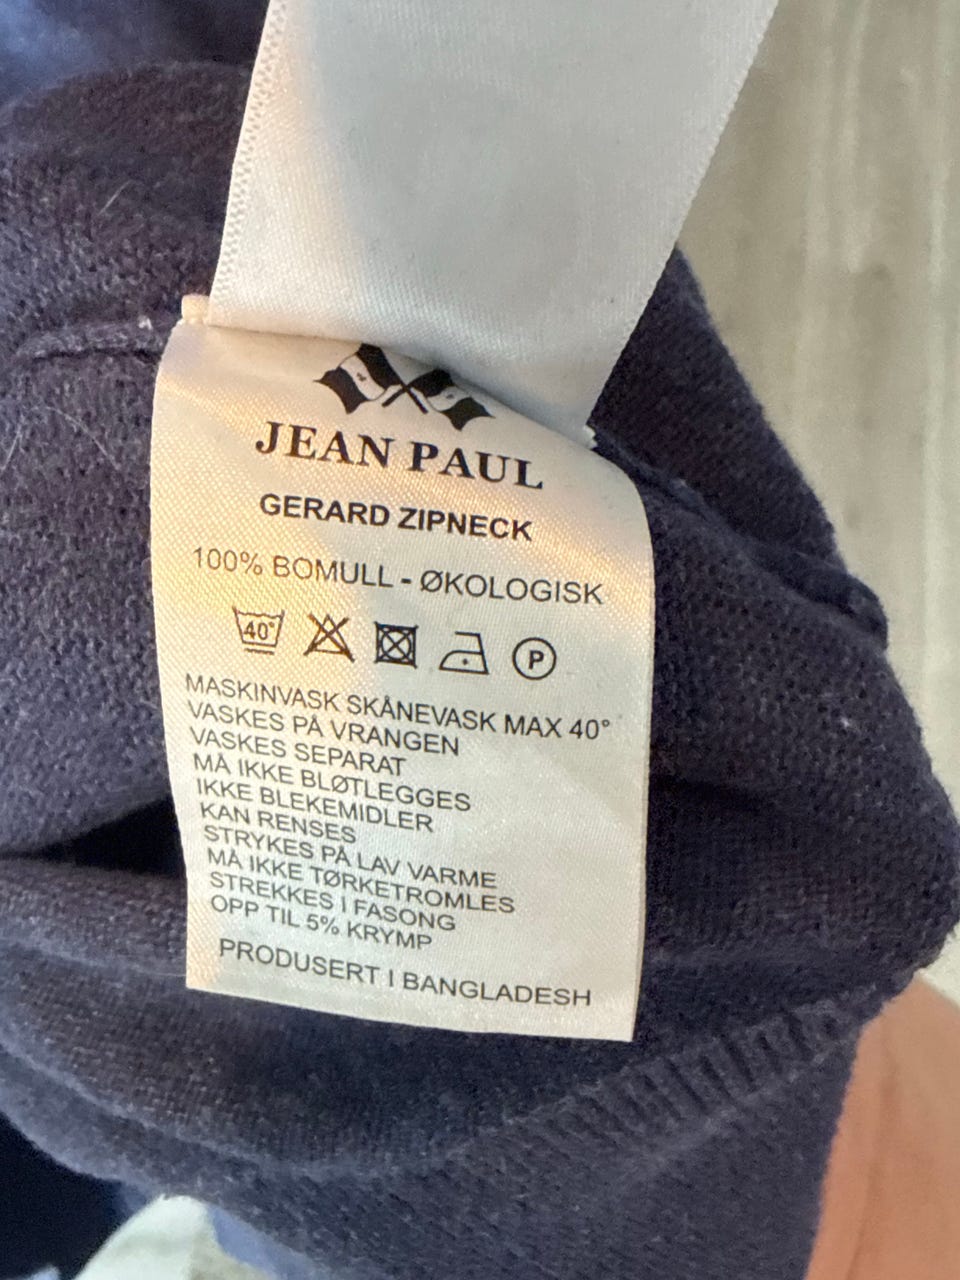 JEAN PAUL
GERARD ZIPNECK
100% BOMULL - ØKOLOGISK
40° P
MASKINVASK SKÅNEVASK MAX 40°
VASKES PÅ VRANGEN
VASKES SEPARAT
MÅ IKKE BLØTLEGGES
IKKE BLEKEMIDLER
KAN RENSES
STRYKES PÅ LAV VARME
MÅ IKKE TØRKETROMLES
STREKKES I FASONG
OPP TIL 5% KRYMP
PRODUSERT I BANGLADESH